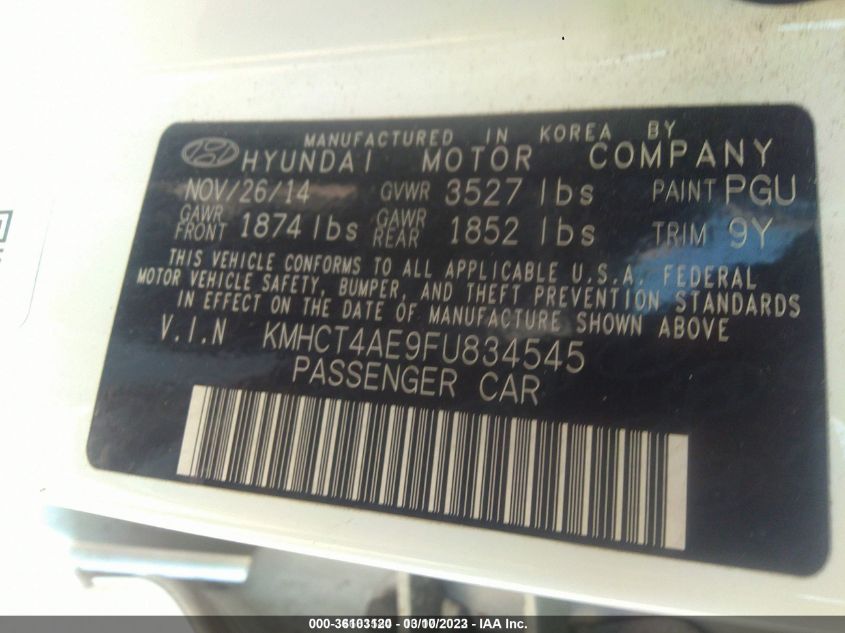 MANUFACTURED IN KOREA BY
HYUNDAI MOTOR COMPANY
NOV/26/14 GVWR 3527 lbs PAINT PGU
GAWR FRONT 1874 lbs GAWR REAR 1852 lbs TRIM 9Y
THIS VEHICLE CONFORMS TO ALL APPLICABLE U.S.A. FEDERAL
MOTOR VEHICLE SAFETY, BUMPER, AND THEFT PREVENTION STANDARDS
IN EFFECT ON THE DATE OF MANUFACTURE SHOWN ABOVE
V.I.N KMHCT4AE9FU834545
PASSENGER CAR
000-36103120 - 03/10/2023 - IAA Inc.